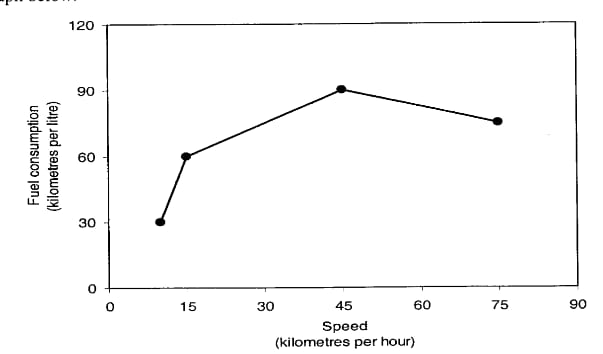 120
90
60
30
0
Fuel consumption
(kilometres per litre)
0 15 30 45 60 75 90
Speed
(kilometres per hour)